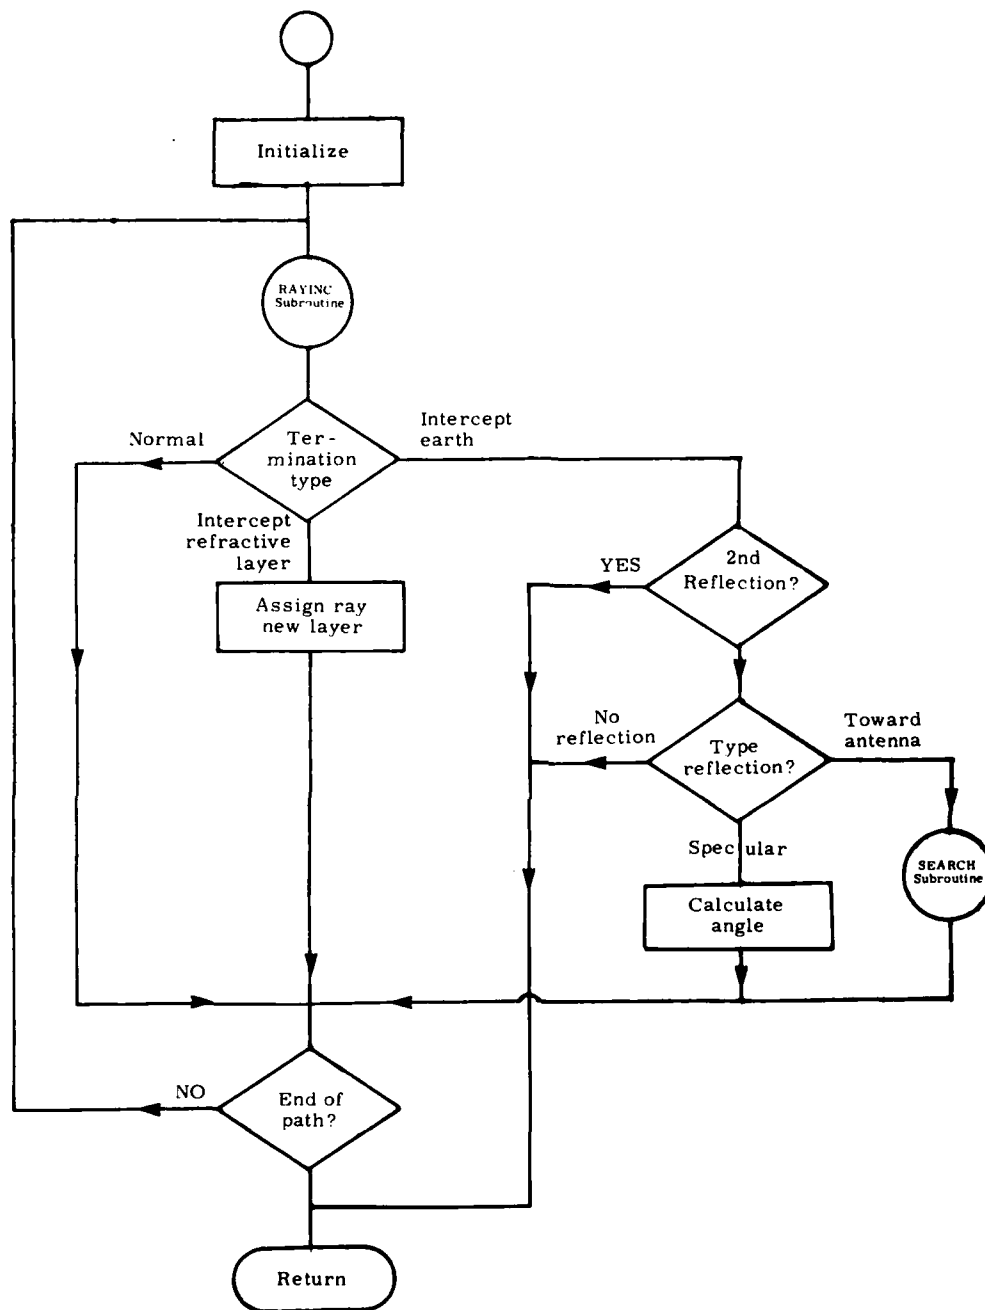 Initialize
RAYINC
Subroutine
Normal
Ter-
mination
type
Intercept
earth
Intercept
refractive
layer
Assign ray
new layer
YES
2nd
Reflection?
No
reflection
Type
reflection?
Toward
antenna
Specular
SEARCH
Subroutine
Calculate
angle
NO
End of
path?
Return